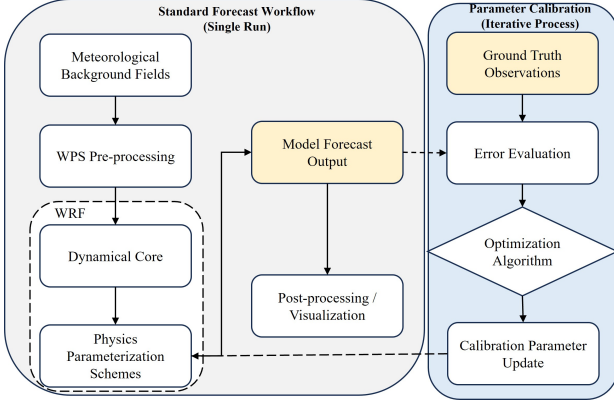 Standard Forecast Workflow
(Single Run)
Meteorological
Background Fields
WPS Pre-processing
WRF
Dynamical Core
Physics
Parameterization
Schemes
Model Forecast
Output
Post-processing /
Visualization
Parameter Calibration
(Iterative Process)
Ground Truth
Observations
Error Evaluation
Optimization
Algorithm
Calibration Parameter
Update